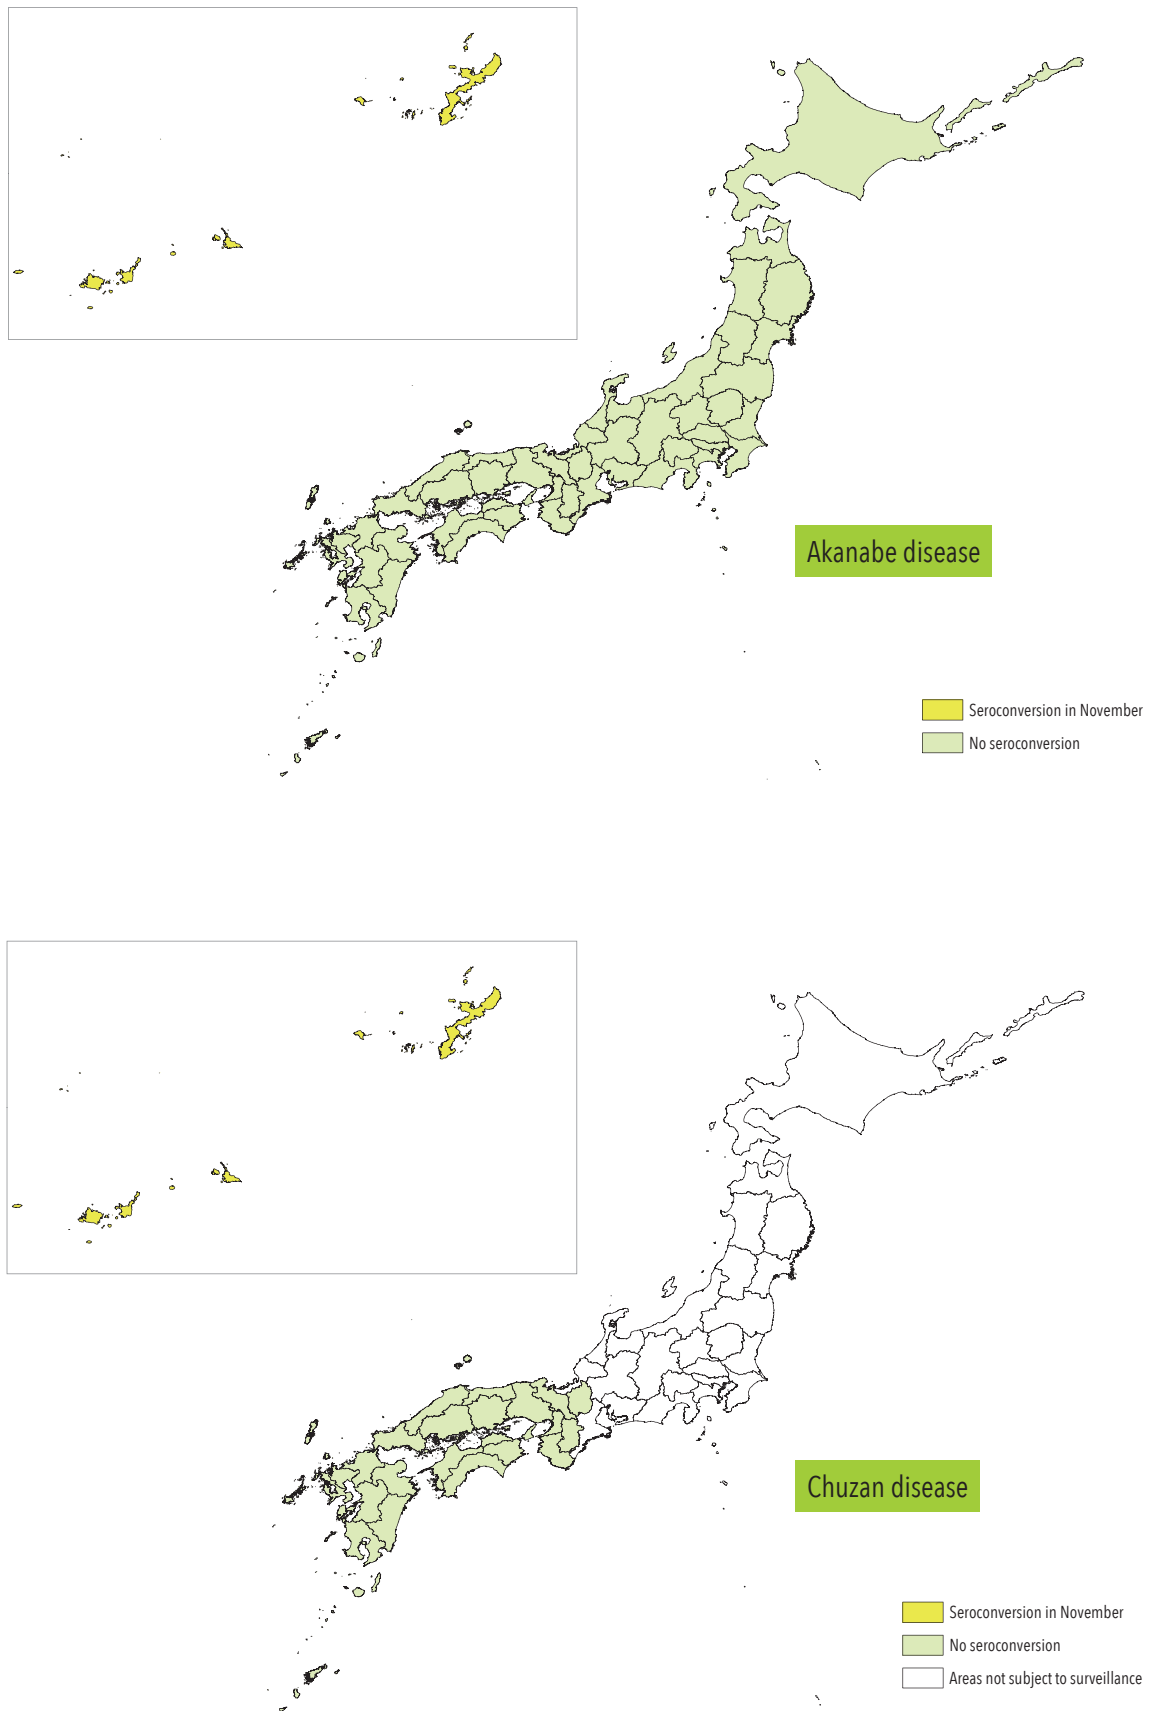 Akanabe disease
Seroconversion in November
No seroconversion
Chuzan disease
Seroconversion in November
No seroconversion
Areas not subject to surveillance